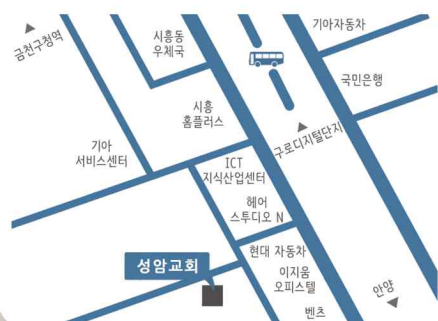 금천구청역
시흥동
우체국
기아자동차
국민은행
시흥
홈플러스
구로디지털단지
기아
서비스센터
ICT
지식산업센터
헤어
스튜디오 N
현대 자동차
성암교회
이지움
오피스텔
안양
벤츠